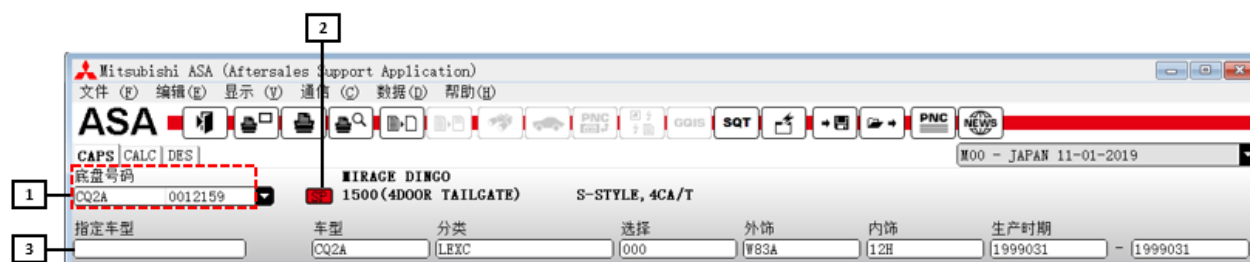 2
Mitsubishi ASA (Aftersales Support Application)
文件 (F) 编辑(E) 显示 (V) 通信 (C) 数据(D) 帮助(H)
ASA PNC GQIS SQT PNC NEWS
CAPS CALC DES M00 - JAPAN 11-01-2019
底盘号码 MIRAGE DINGO
1 CQ2A 0012159 SP 1500(4DOOR TAILGATE) S-STYLE,4CA/T
指定车型 车型 分类 选择 外饰 内饰 生产时期
3 CQ2A LEXC 000 W83A 12H 1999031 - 1999031